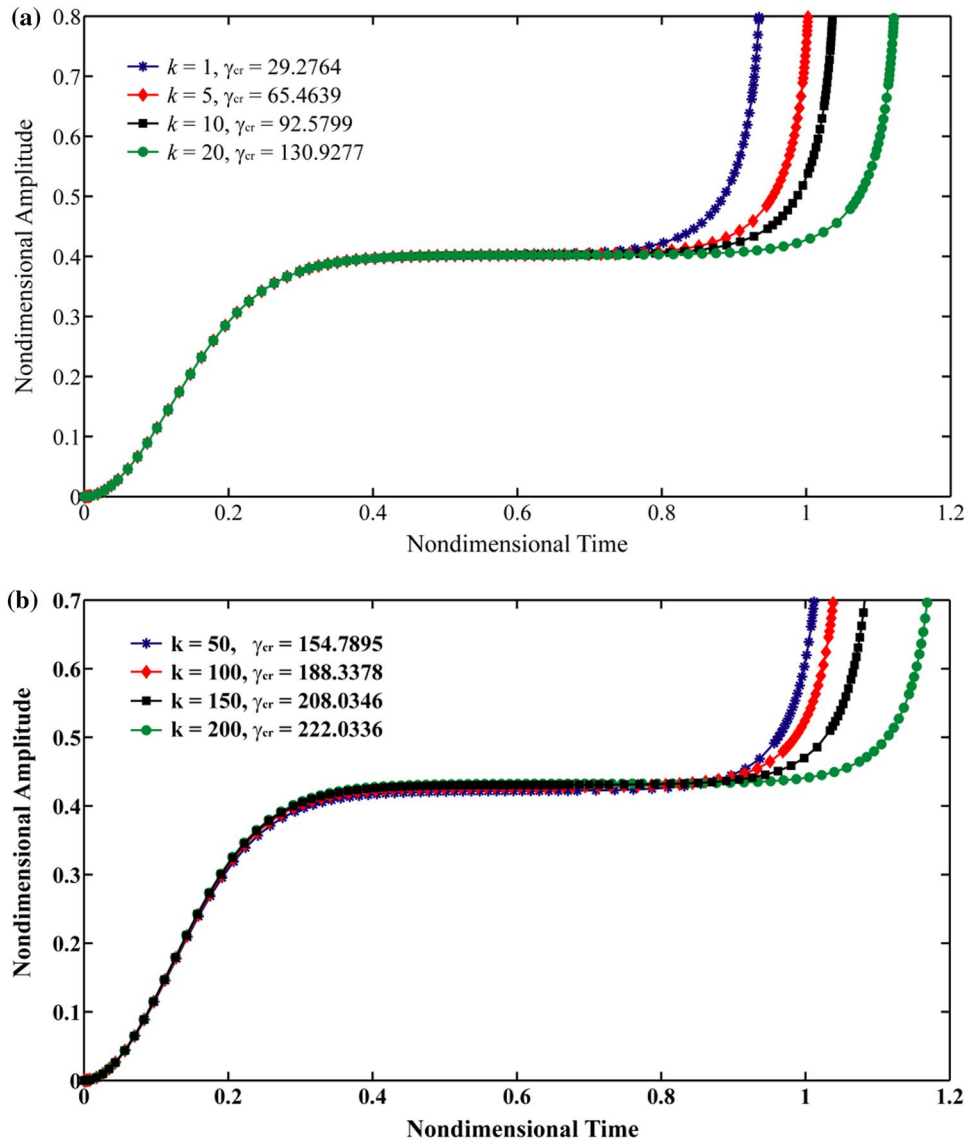 (a)
0.8
0.7
0.6
0.5
0.4
0.3
0.2
0.1
0
Nondimensional Amplitude
k = 1, γcr = 29.2764
k = 5, γcr = 65.4639
k = 10, γcr = 92.5799
k = 20, γcr = 130.9277
0 0.2 0.4 0.6 0.8 1 1.2
Nondimensional Time
(b)
0.7
0.6
0.5
0.4
0.3
0.2
0.1
0
Nondimensional Amplitude
k = 50, γcr = 154.7895
k = 100, γcr = 188.3378
k = 150, γcr = 208.0346
k = 200, γcr = 222.0336
0 0.2 0.4 0.6 0.8 1 1.2
Nondimensional Time